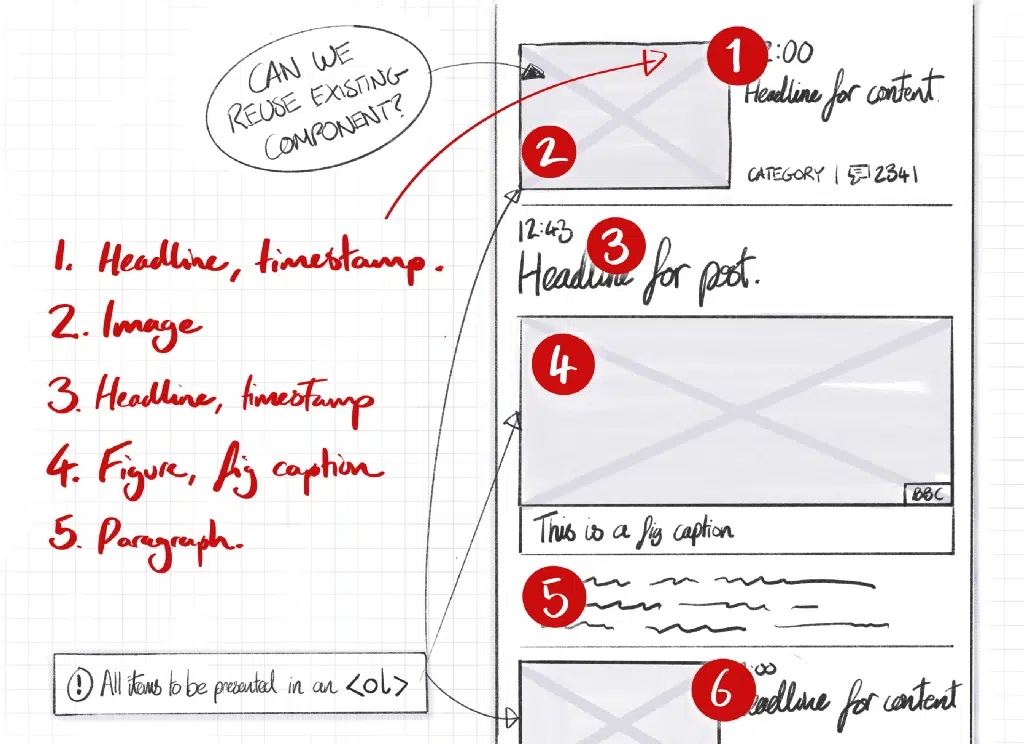 CAN WE
REUSE EXISTING
COMPONENT?
1. Headline, timestamp.
2. Image
3. Headline, timestamp
4. Figure, fig caption
5. Paragraph.
! All items to be presented in an <ol>
1
:00
Headline for content.
2
CATEGORY | 2341
12:43
3
Headline for post.
4
BBC
This is a fig caption
5
6
:00
eadline for content